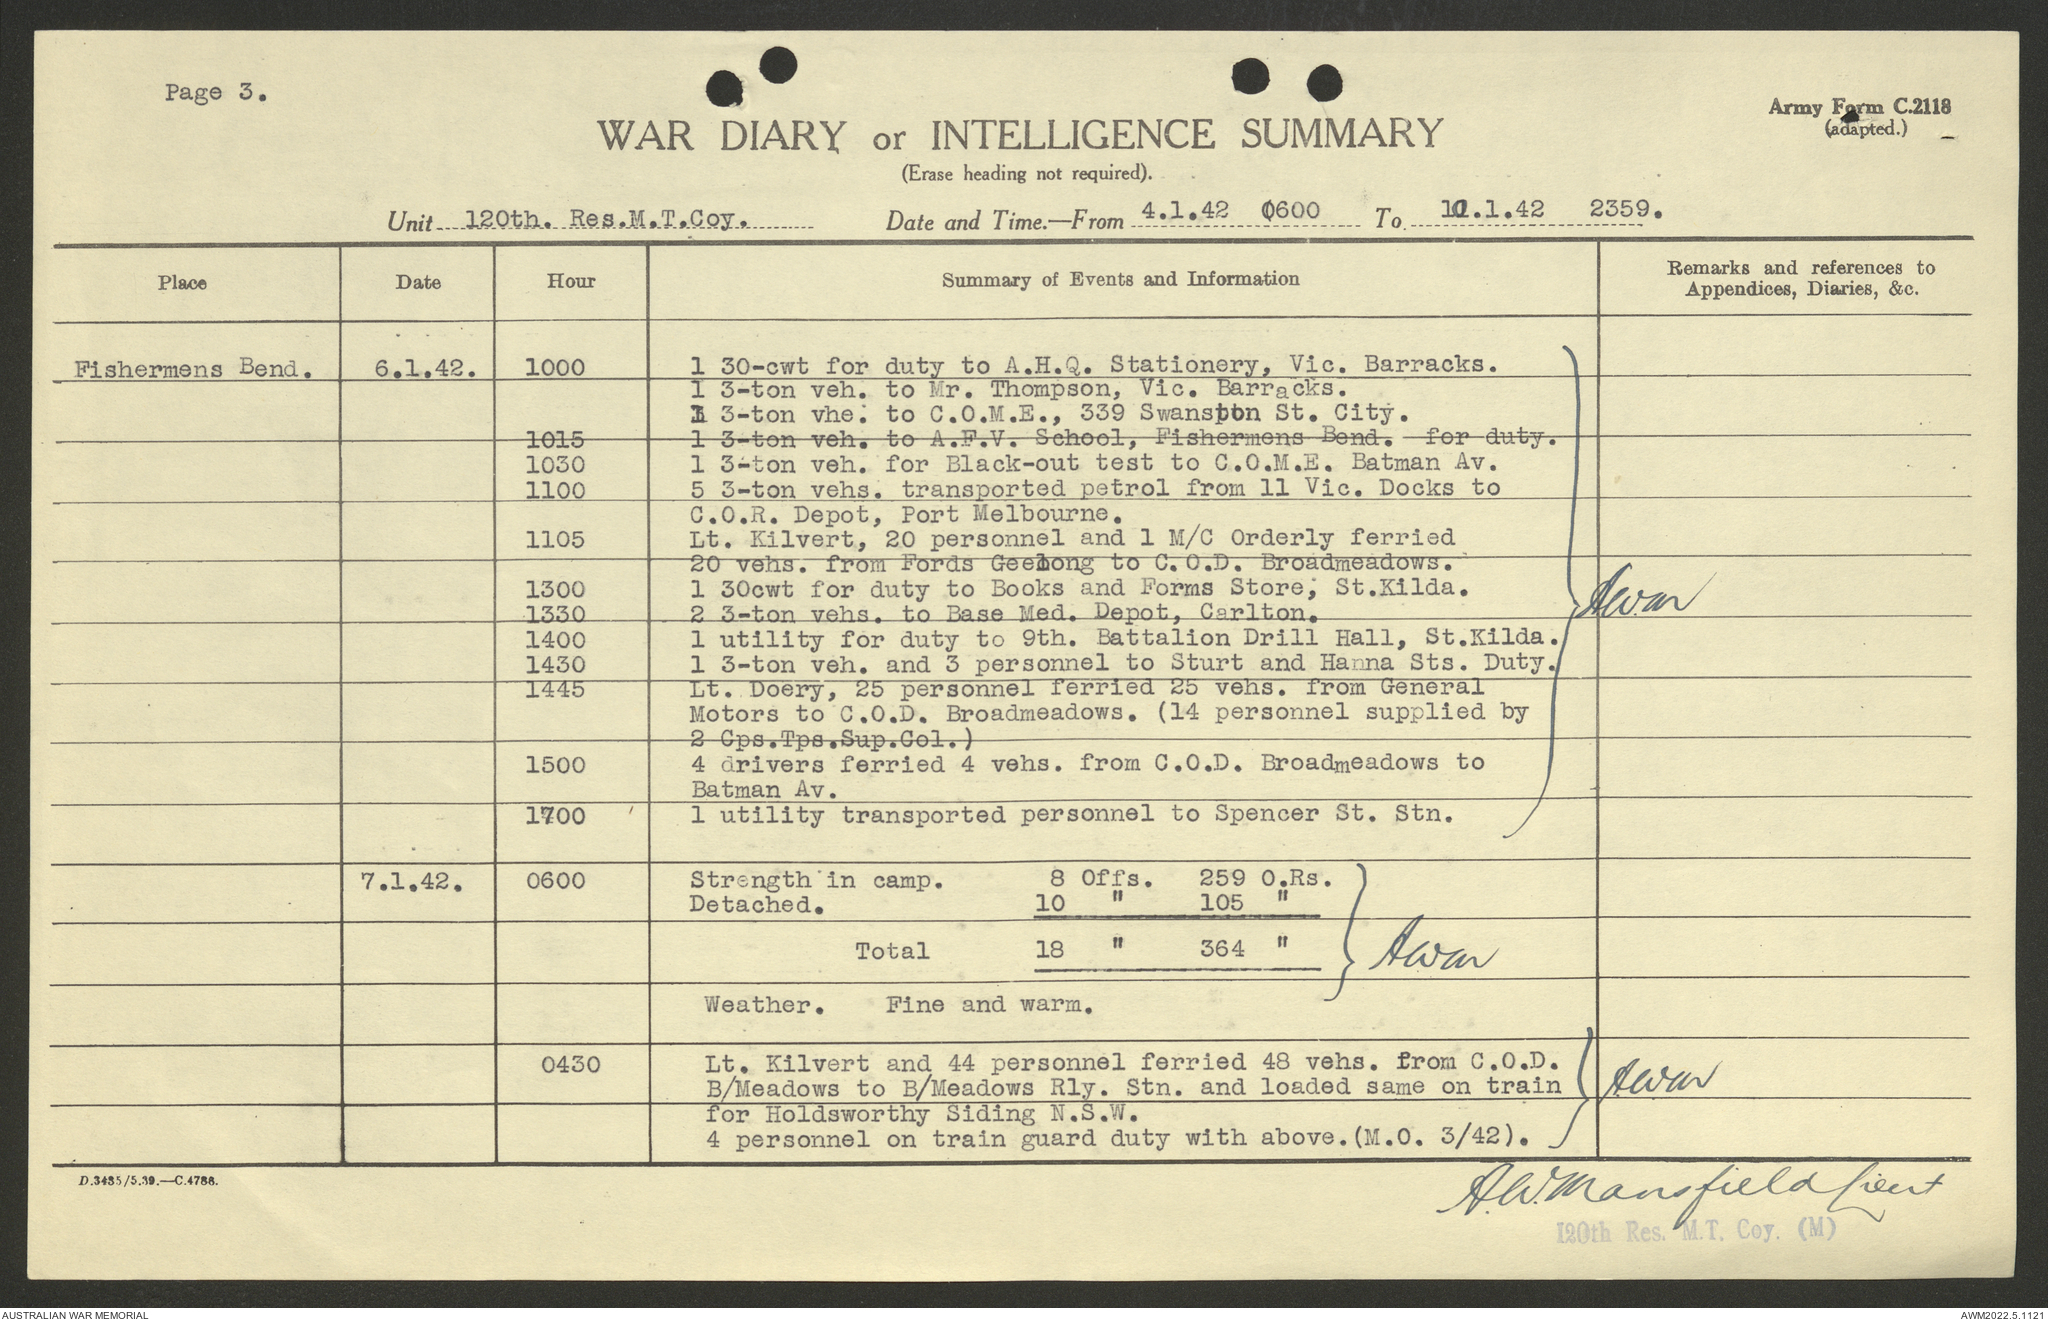 Page 3.
Army Form C.2118
(adapted.)
WAR DIARY or INTELLIGENCE SUMMARY
(Erase heading not required).
Unit 120th. Res.M.T.Coy. Date and Time.—From 4.1.42 0600 To 11.1.42 2359.
Place Date Hour Summary of Events and Information Remarks and references to
Appendices, Diaries, &c.
Fishermens Bend. 6.1.42. 1000 1 30-cwt for duty to A.H.Q. Stationery, Vic. Barracks.
1 3-ton veh. to Mr. Thompson, Vic. Barracks.
1 3-ton vhe. to C.O.M.E., 339 Swanston St. City.
1015 1 3-ton veh. to A.F.V. School, Fishermens Bend. for duty.
1030 1 3-ton veh. for Black-out test to C.O.M.E. Batman Av.
1100 5 3-ton vehs. transported petrol from 11 Vic. Docks to
C.O.R. Depot, Port Melbourne.
1105 Lt. Kilvert, 20 personnel and 1 M/C Orderly ferried
20 vehs. from Fords Geelong to C.O.D. Broadmeadows.
1300 1 30cwt for duty to Books and Forms Store, St.Kilda.
1330 2 3-ton vehs. to Base Med. Depot, Carlton.
1400 1 utility for duty to 9th. Battalion Drill Hall, St.Kilda.
1430 1 3-ton veh. and 3 personnel to Sturt and Hanna Sts. Duty.
1445 Lt. Doery, 25 personnel ferried 25 vehs. from General
Motors to C.O.D. Broadmeadows. (14 personnel supplied by
2 Cps.Tps.Sup.Col.)
1500 4 drivers ferried 4 vehs. from C.O.D. Broadmeadows to
Batman Av.
1700 1 utility transported personnel to Spencer St. Stn.
7.1.42. 0600 Strength in camp. 8 Offs. 259 O.Rs.
Detached. 10 " 105 "
Total 18 " 364 "
Weather. Fine and warm.
0430 Lt. Kilvert and 44 personnel ferried 48 vehs. from C.O.D.
B/Meadows to B/Meadows Rly. Stn. and loaded same on train
for Holdsworthy Siding N.S.W.
4 personnel on train guard duty with above.(M.O. 3/42).
D.3485/5.39.—C.4788.
A.W.Mansfield Lieut
120th Res. M.T. Coy. (M)
AUSTRALIAN WAR MEMORIAL
AWM2022.5.1121